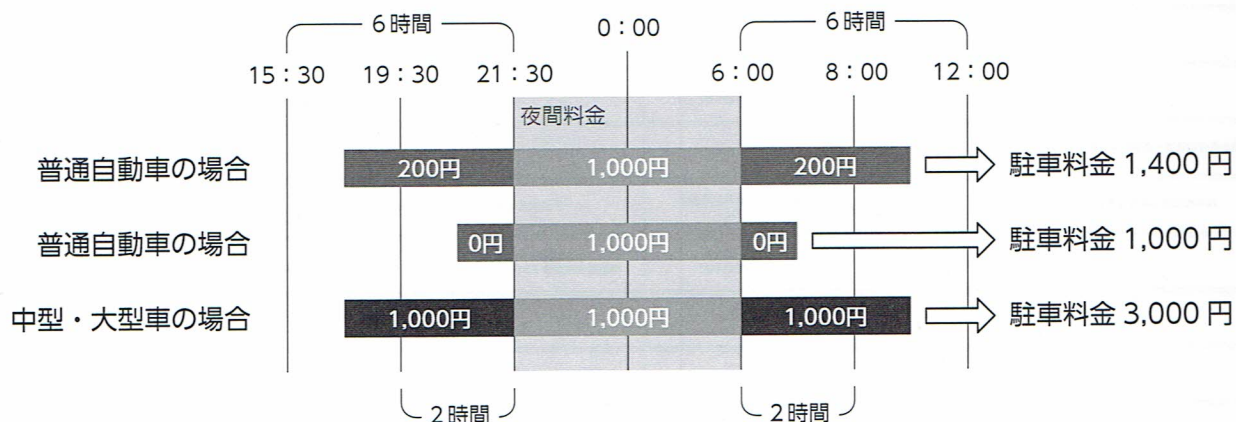 6時間 0：00 6時間
15：30 19：30 21：30 6：00 8：00 12：00
夜間料金
普通自動車の場合 200円 1,000円 200円 駐車料金 1,400 円
普通自動車の場合 0円 1,000円 0円 駐車料金 1,000 円
中型・大型車の場合 1,000円 1,000円 1,000円 駐車料金 3,000 円
2時間 2時間